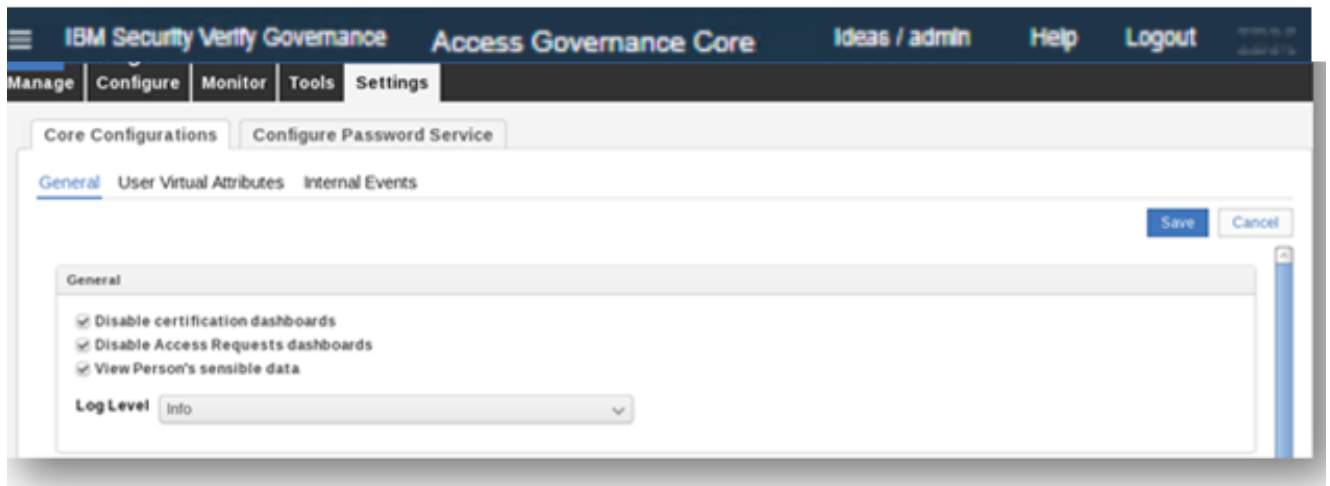 IBM Security Verify Governance Access Governance Core Ideas / admin Help Logout
Manage Configure Monitor Tools Settings
Core Configurations Configure Password Service
General User Virtual Attributes Internal Events
Save Cancel
General
Disable certification dashboards
Disable Access Requests dashboards
View Person's sensible data
Log Level Info